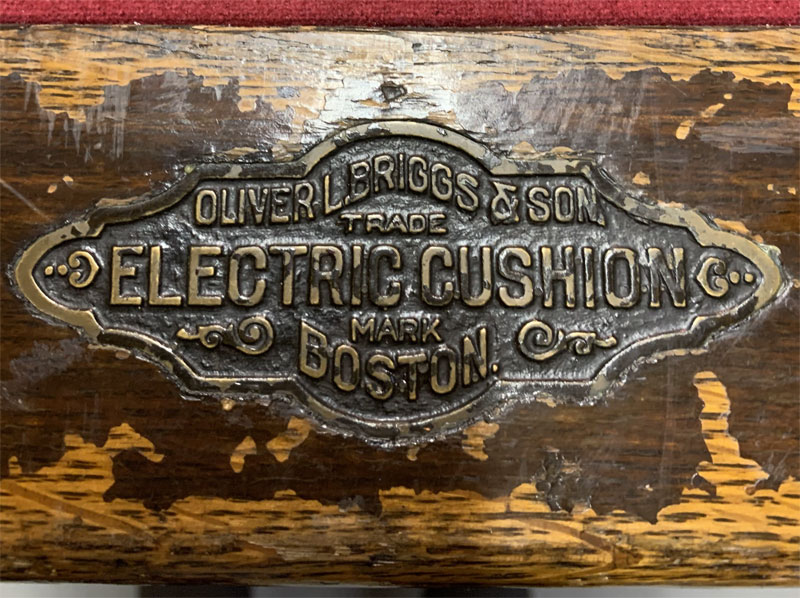 OLIVER L. BRIGGS & SON.
TRADE
ELECTRIC CUSHION
MARK
BOSTON.